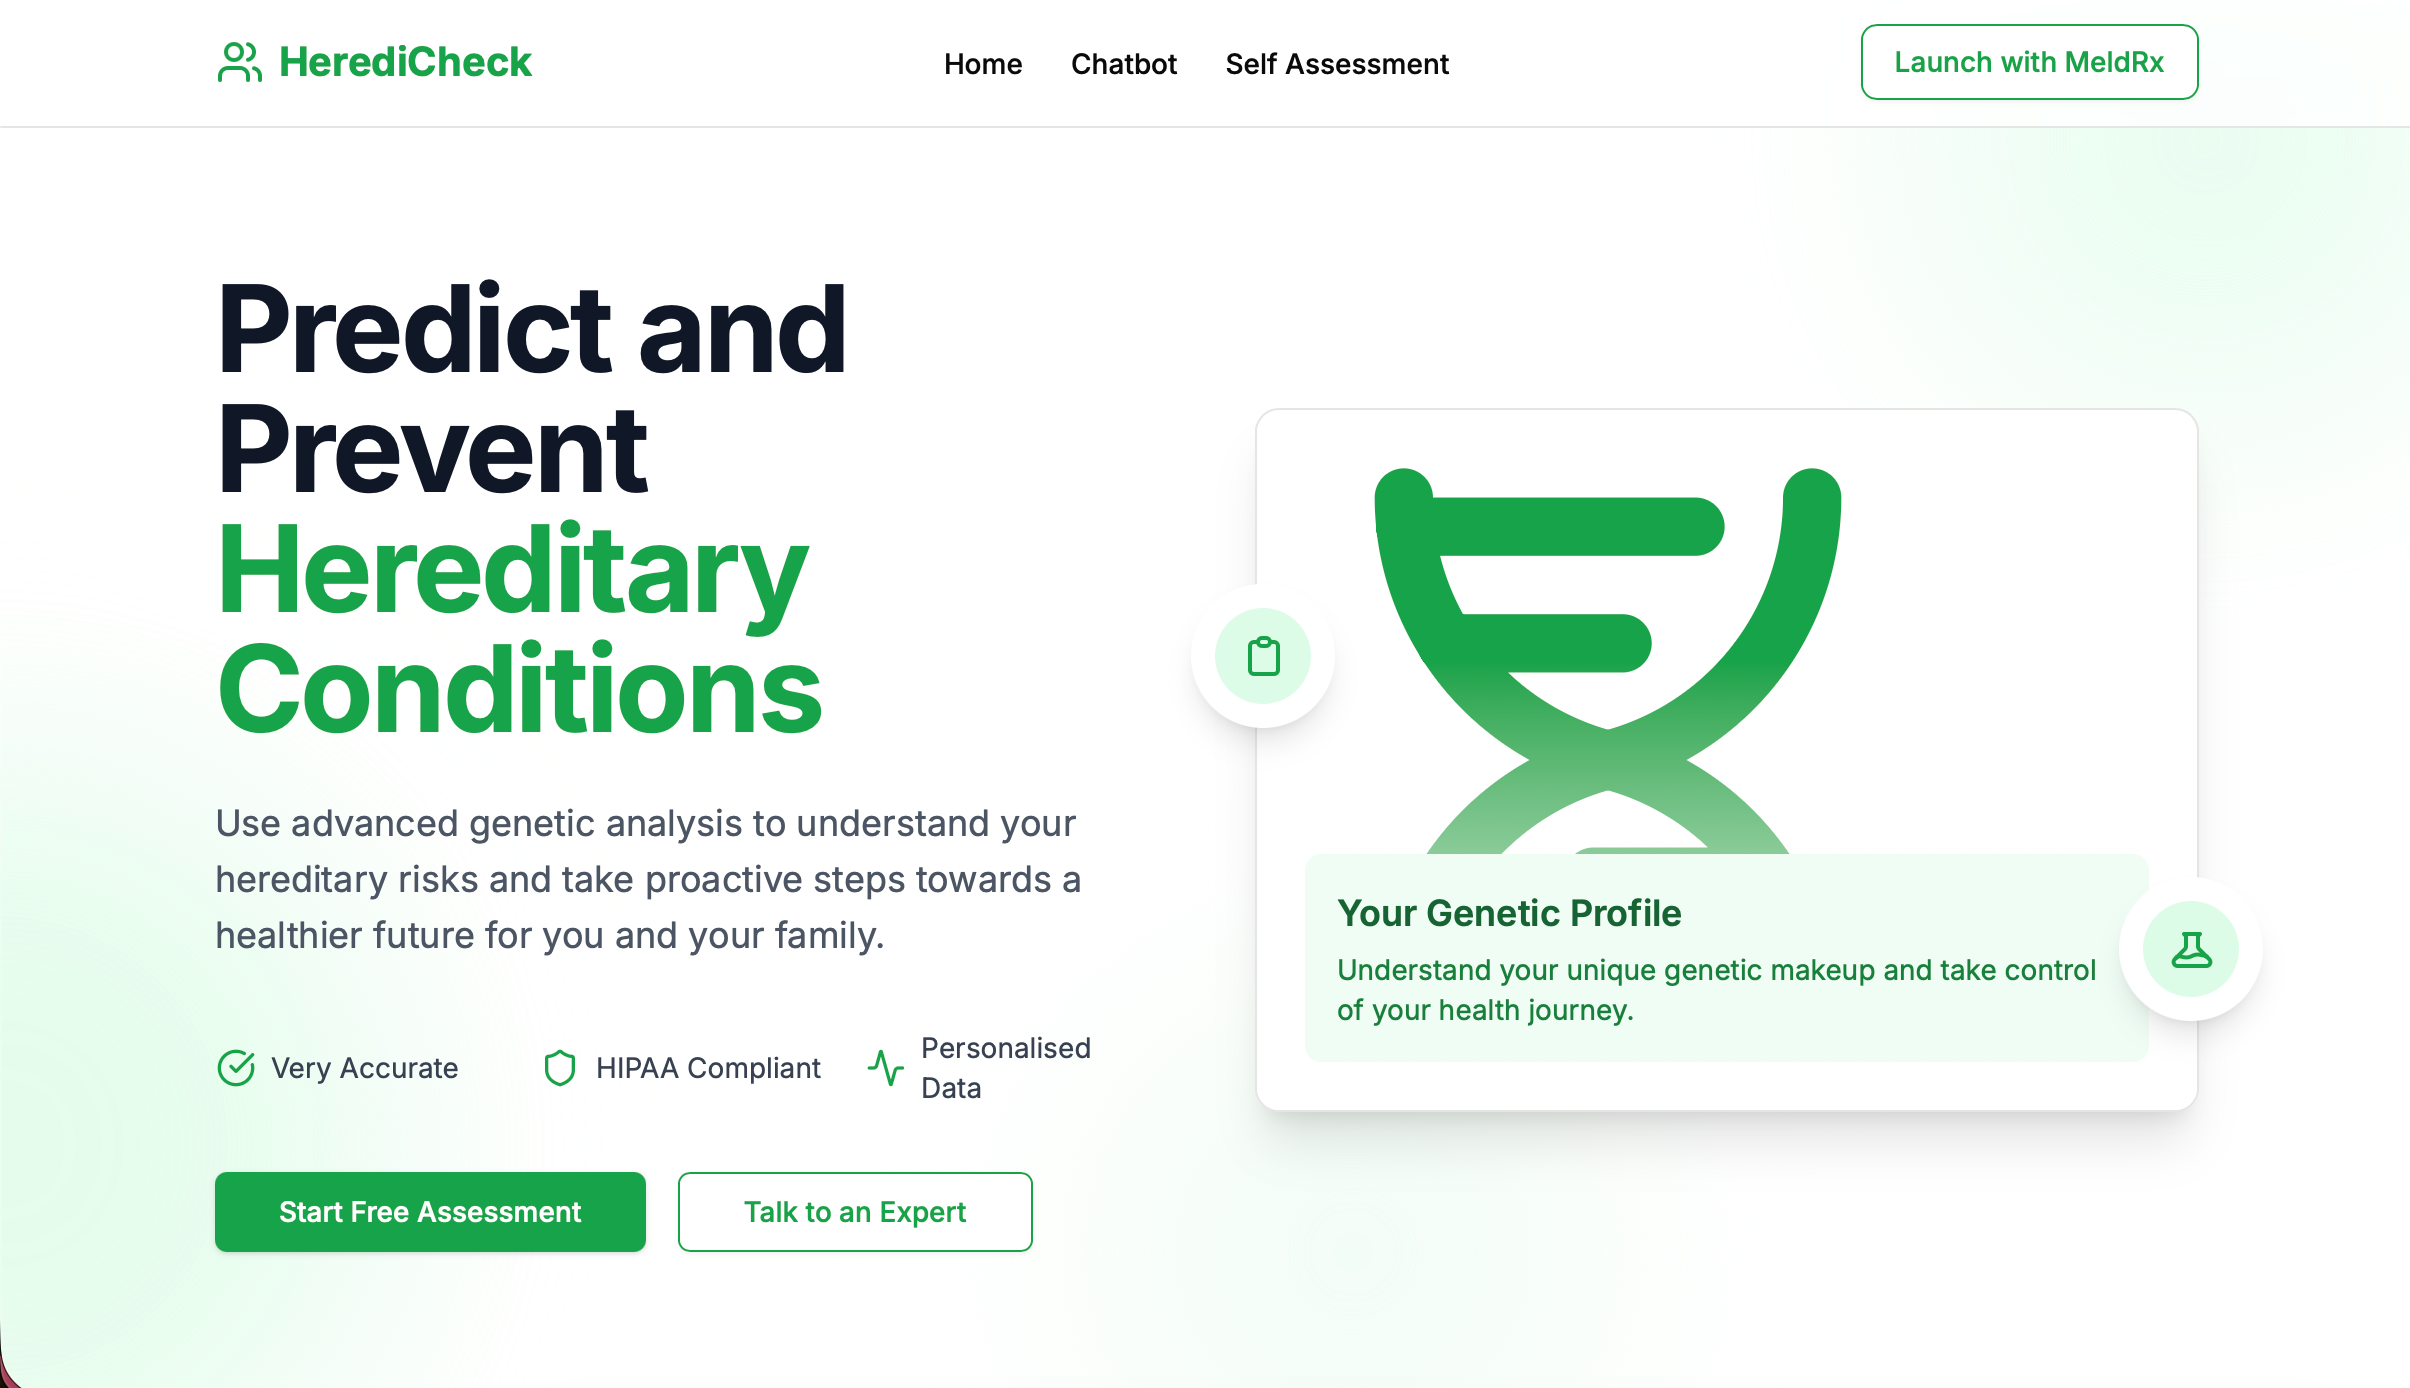 HerediCheck
Home
Chatbot
Self Assessment
Launch with MeldRx
Predict and
Prevent
Hereditary
Conditions
Use advanced genetic analysis to understand your
hereditary risks and take proactive steps towards a
healthier future for you and your family.
Very Accurate
HIPAA Compliant
Personalised
Data
Start Free Assessment
Talk to an Expert
Your Genetic Profile
Understand your unique genetic makeup and take control
of your health journey.